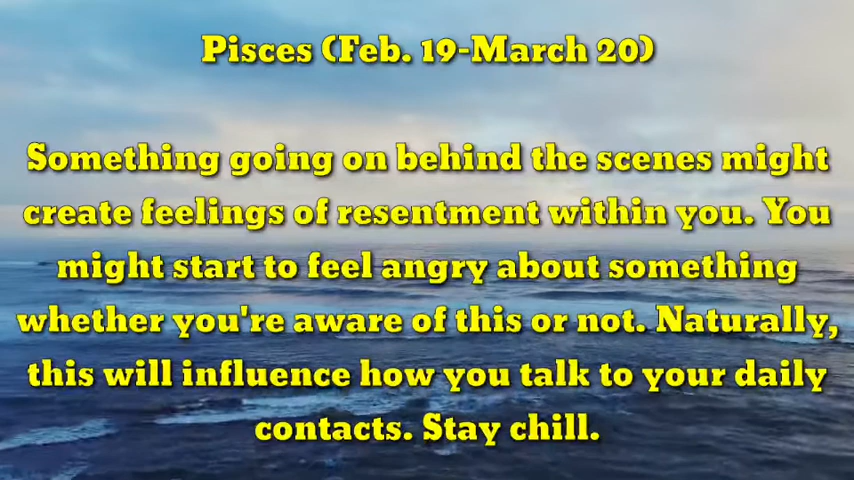 Pisces (Feb. 19-March 20)
Something going on behind the scenes might
create feelings of resentment within you. You
might start to feel angry about something
whether you're aware of this or not. Naturally,
this will influence how you talk to your daily
contacts. Stay chill.